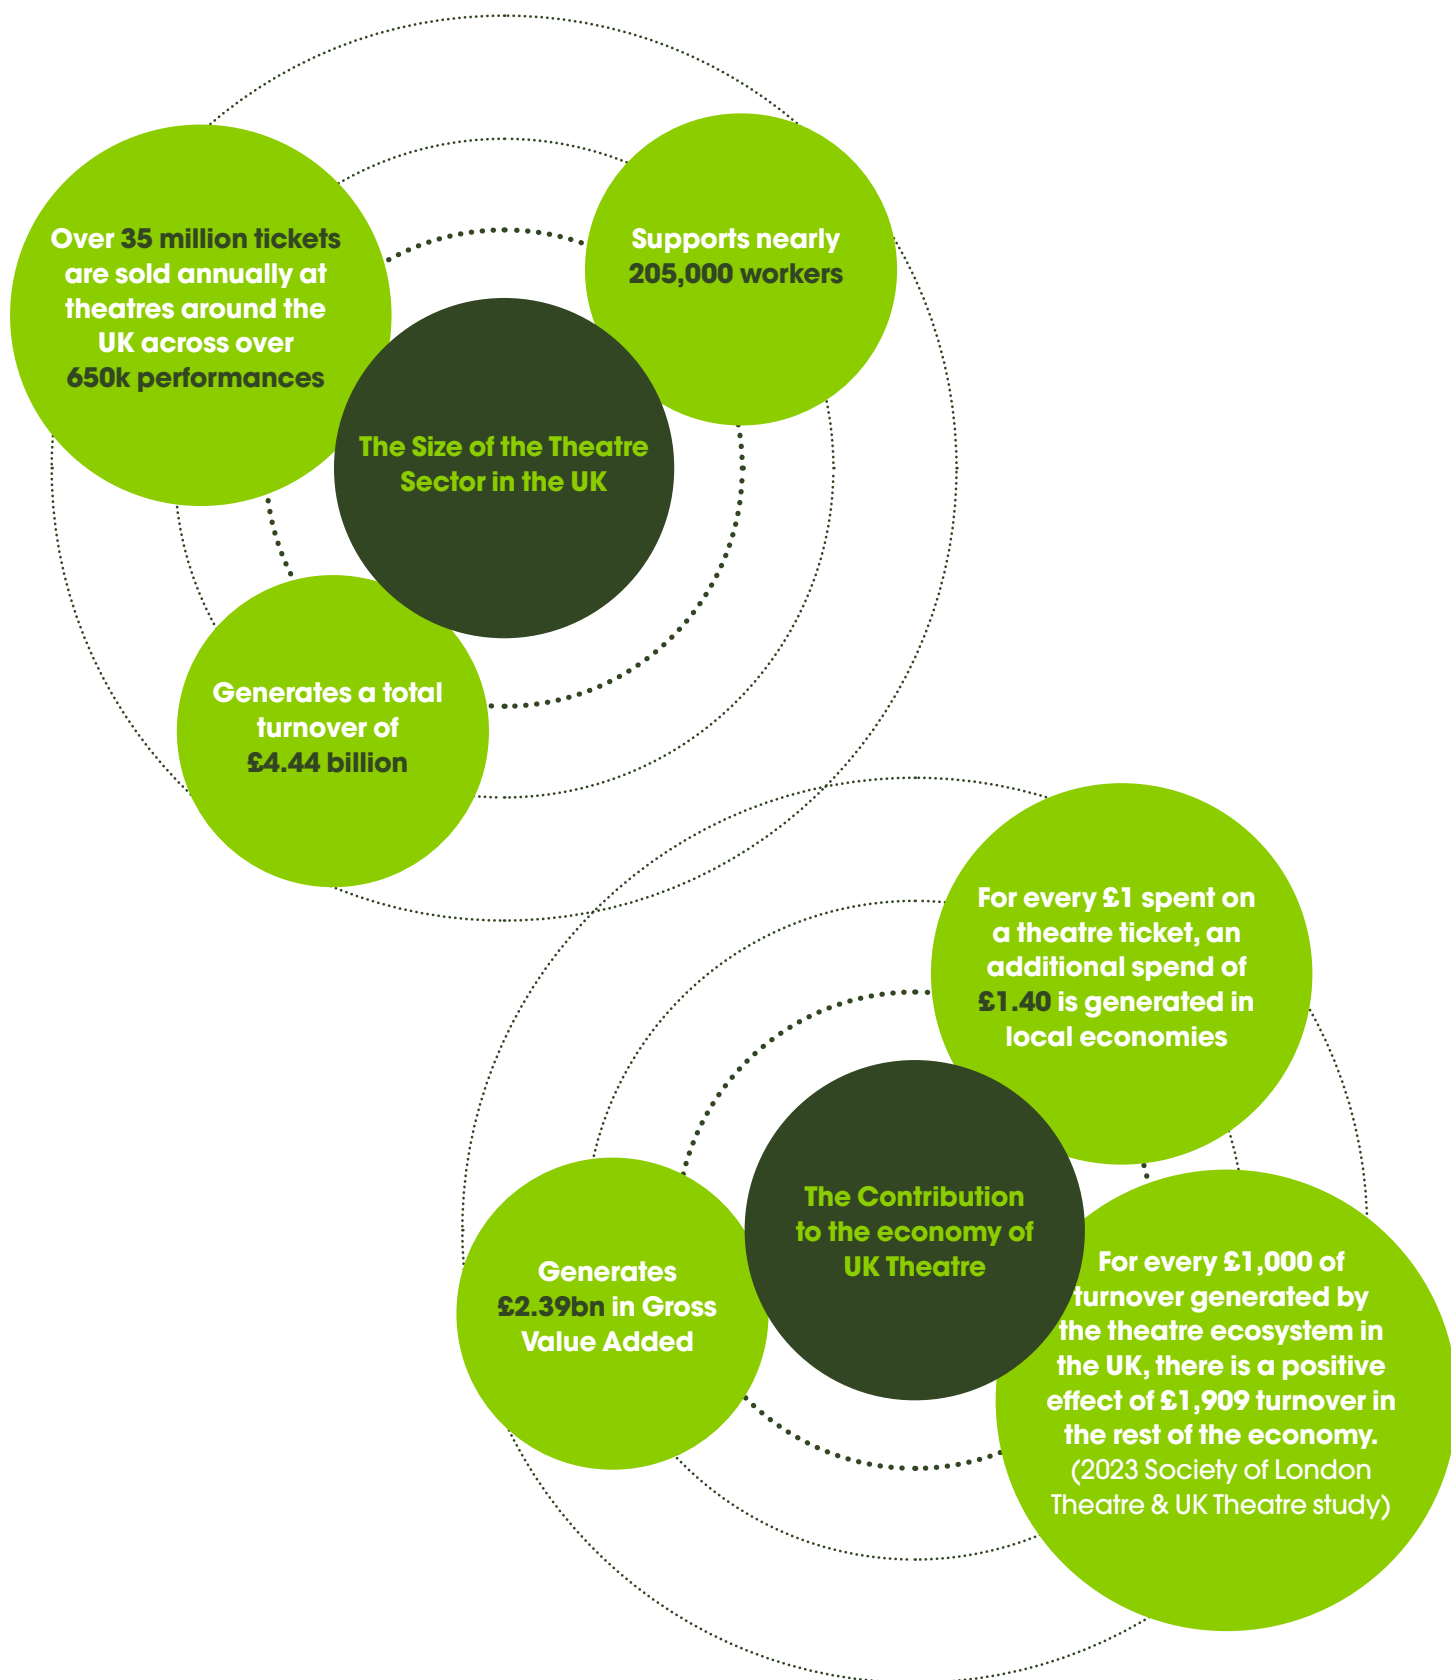 Over 35 million tickets
are sold annually at
theatres around the
UK across over
650k performances
Supports nearly
205,000 workers
The Size of the Theatre
Sector in the UK
Generates a total
turnover of
£4.44 billion
For every £1 spent on
a theatre ticket, an
additional spend of
£1.40 is generated in
local economies
The Contribution
to the economy of
UK Theatre
Generates
£2.39bn in Gross
Value Added
For every £1,000 of
turnover generated by
the theatre ecosystem in
the UK, there is a positive
effect of £1,909 turnover in
the rest of the economy.
(2023 Society of London
Theatre & UK Theatre study)